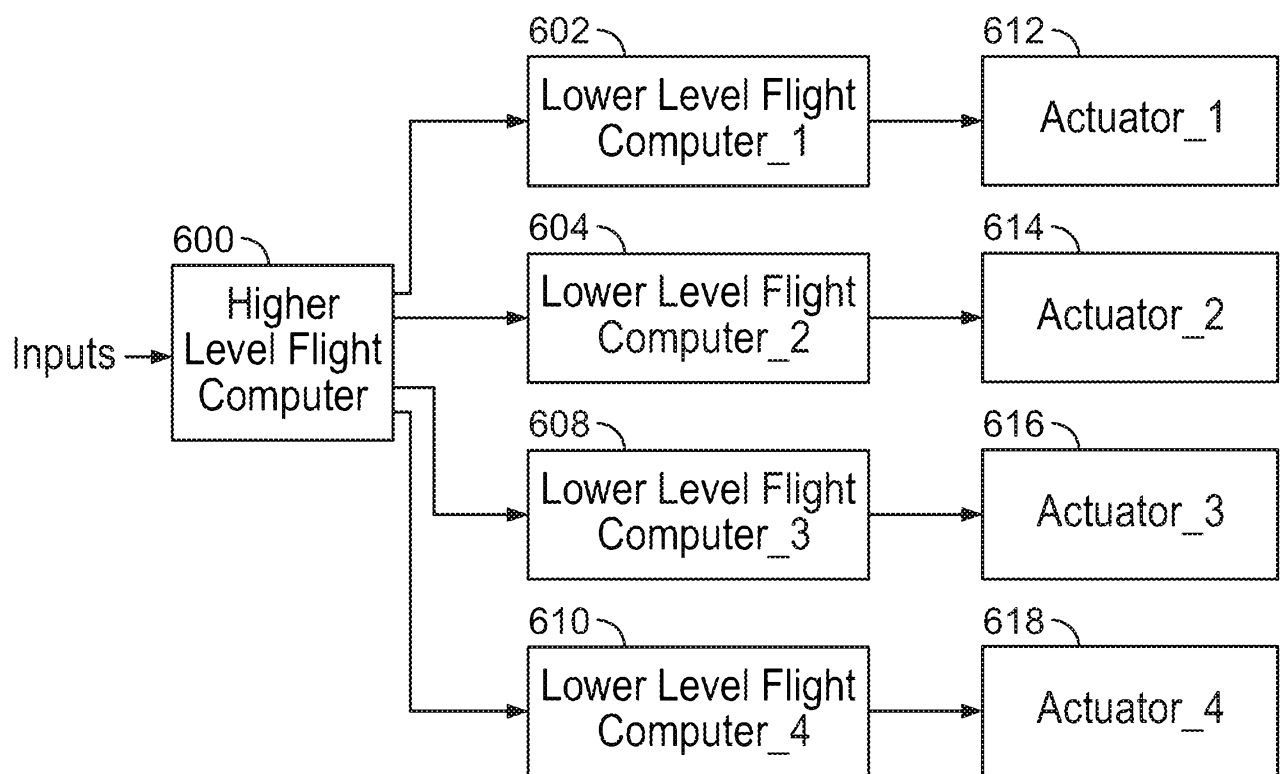 602
Lower Level Flight
Computer_1
612
Actuator_1
600
Higher
Level Flight
Computer
Inputs
604
Lower Level Flight
Computer_2
614
Actuator_2
608
Lower Level Flight
Computer_3
616
Actuator_3
610
Lower Level Flight
Computer_4
618
Actuator_4